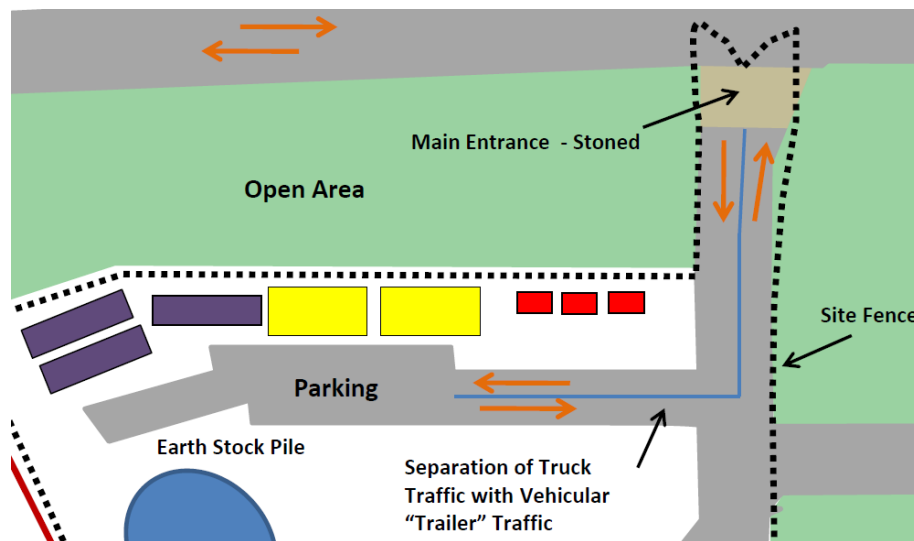 Main Entrance - Stoned
Open Area
Site Fence
Parking
Earth Stock Pile
Separation of Truck
Traffic with Vehicular
“Trailer” Traffic